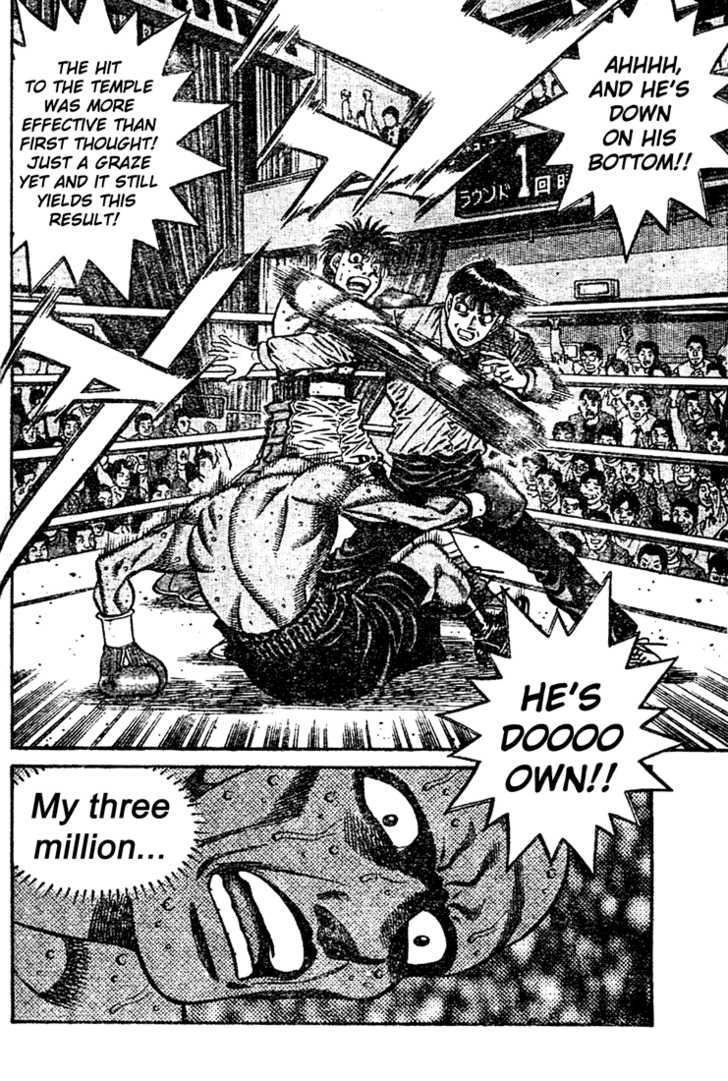 AHHHH,
AND HE'S
DOWN
ON HIS
BOTTOM!!
THE HIT
TO THE TEMPLE
WAS MORE
EFFECTIVE THAN
FIRST THOUGHT!
JUST A GRAZE
YET AND IT STILL
YIELDS THIS
RESULT!
ラウンド 1 回
HE'S
DOOOO
OWN!!
My three
million...